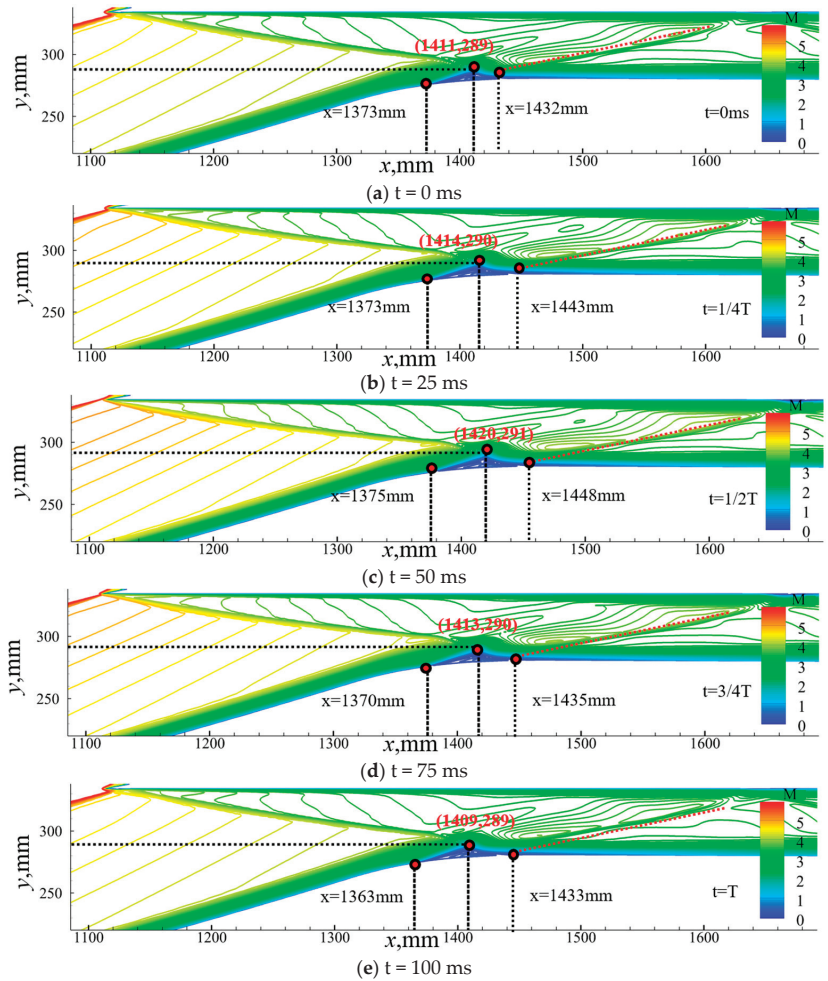 (1411,289)
M
300
5
4
x=1373mm
x=1432mm
3
2
y,mm
250
t=0ms
1
0
1100 1200 1300 1400 1500 1600
x,mm
(a) t = 0 ms
M
(1414,290)
300
5
4
x=1373mm
x=1443mm
3
2
y,mm
250
t=1/4T
1
0
1100 1200 1300 1400 1500 1600
x,mm
(b) t = 25 ms
M
(1420,291)
300
5
4
x=1375mm
x=1448mm
3
2
y,mm
250
t=1/2T
1
0
1100 1200 1300 1400 1500 1600
x,mm
(c) t = 50 ms
M
(1413,290)
300
5
4
x=1370mm
x=1435mm
3
2
y,mm
250
t=3/4T
1
0
1100 1200 1300 1400 1500 1600
x,mm
(d) t = 75 ms
M
(1409,289)
300
5
4
x=1363mm
x=1433mm
3
2
y,mm
250
t=T
1
0
1100 1200 1300 1400 1500 1600
x,mm
(e) t = 100 ms